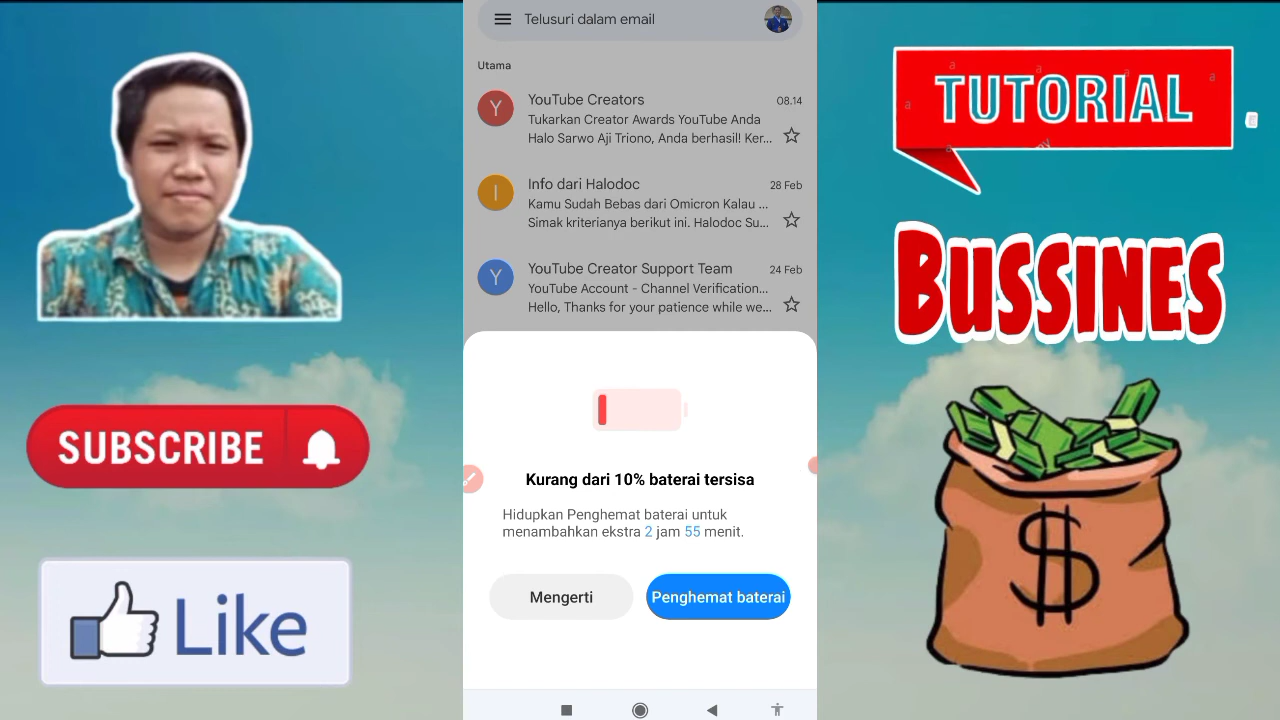 SUBSCRIBE
Like
Telusuri dalam email
Utama
Y
YouTube Creators
08.14
Tukarkan Creator Awards YouTube Anda
Halo Sarwo Aji Triono, Anda berhasil! Ker...
I
Info dari Halodoc
28 Feb
Kamu Sudah Bebas dari Omicron Kalau ...
Simak kriterianya berikut ini. Halodoc Su...
Y
YouTube Creator Support Team
24 Feb
YouTube Account - Channel Verification...
Hello, Thanks for your patience while we...
Kurang dari 10% baterai tersisa
Hidupkan Penghemat baterai untuk
menambahkan ekstra 2 jam 55 menit.
Mengerti
Penghemat baterai
TUTORIAL
BUSSINES
$